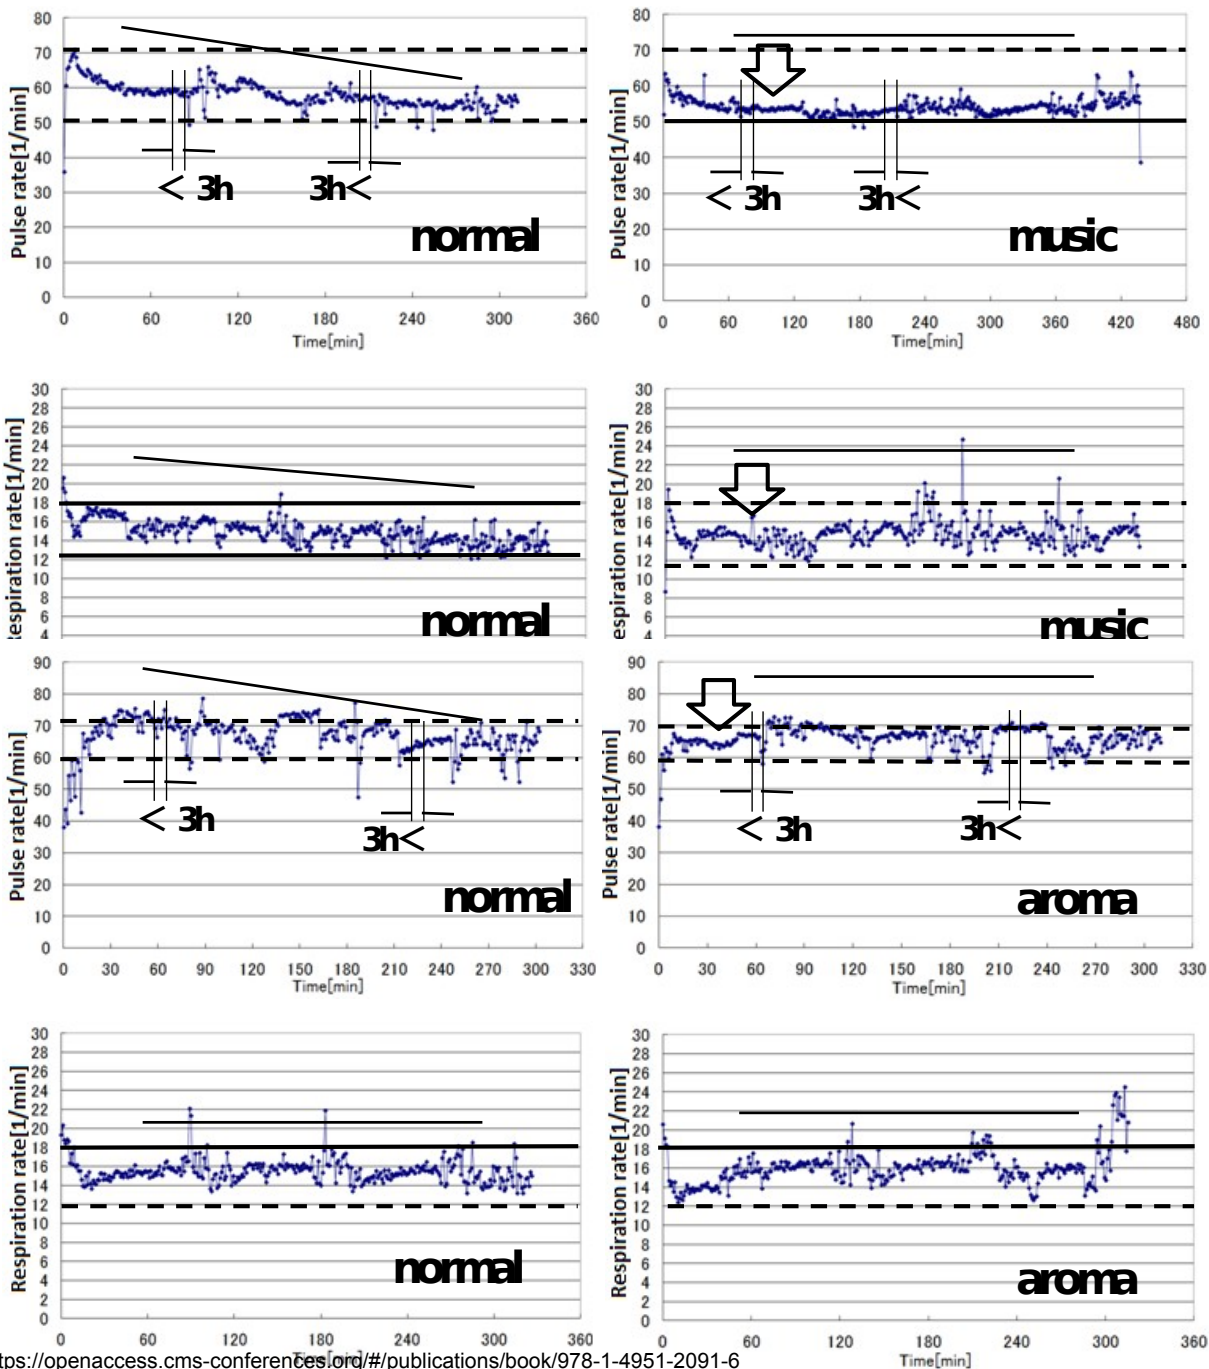 Pulse rate[1/min]
80
70
60
50
40
30
20
10
0
< 3h
3h<
normal
0 60 120 180 240 300 360
Time[min]
Pulse rate[1/min]
80
70
60
50
40
30
20
10
0
< 3h
3h<
music
0 60 120 180 240 300 360 420 480
Time[min]
espiration rate[1/min]
30
28
26
24
22
20
18
16
14
12
10
8
6
4
normal
espiration rate[1/min]
30
28
26
24
22
20
18
16
14
12
10
8
6
4
music
Pulse rate[1/min]
90
80
70
60
50
40
30
20
10
0
< 3h
3h<
normal
0 30 60 90 120 150 180 210 240 270 300 330
Time[min]
Pulse rate[1/min]
90
80
70
60
50
40
30
20
10
0
< 3h
3h<
aroma
0 30 60 90 120 150 180 210 240 270 300 330
Time[min]
Respiration rate[1/min]
30
28
26
24
22
20
18
16
14
12
10
8
6
4
2
0
normal
0 60 120 180 240 300 360
Time[min]
Respiration rate[1/min]
30
28
26
24
22
20
18
16
14
12
10
8
6
4
2
0
aroma
0 60 120 180 240 300 360
Time[min]
tps://openaccess.cms-conferences.org/#/publications/book/978-1-4951-2091-6